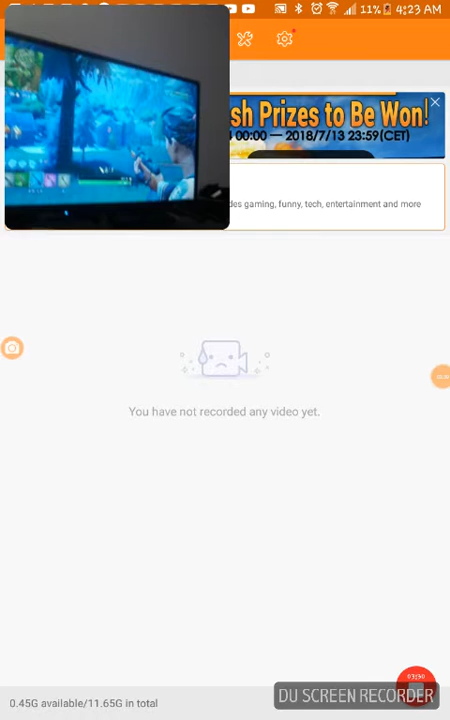 11% 4:23 AM
sh Prizes to Be Won!
00:00 — 2018/7/13 23:59(CET)
des gaming, funny, tech, entertainment and more
You have not recorded any video yet.
03:30
0.45G available/11.65G in total
DU SCREEN RECORDER